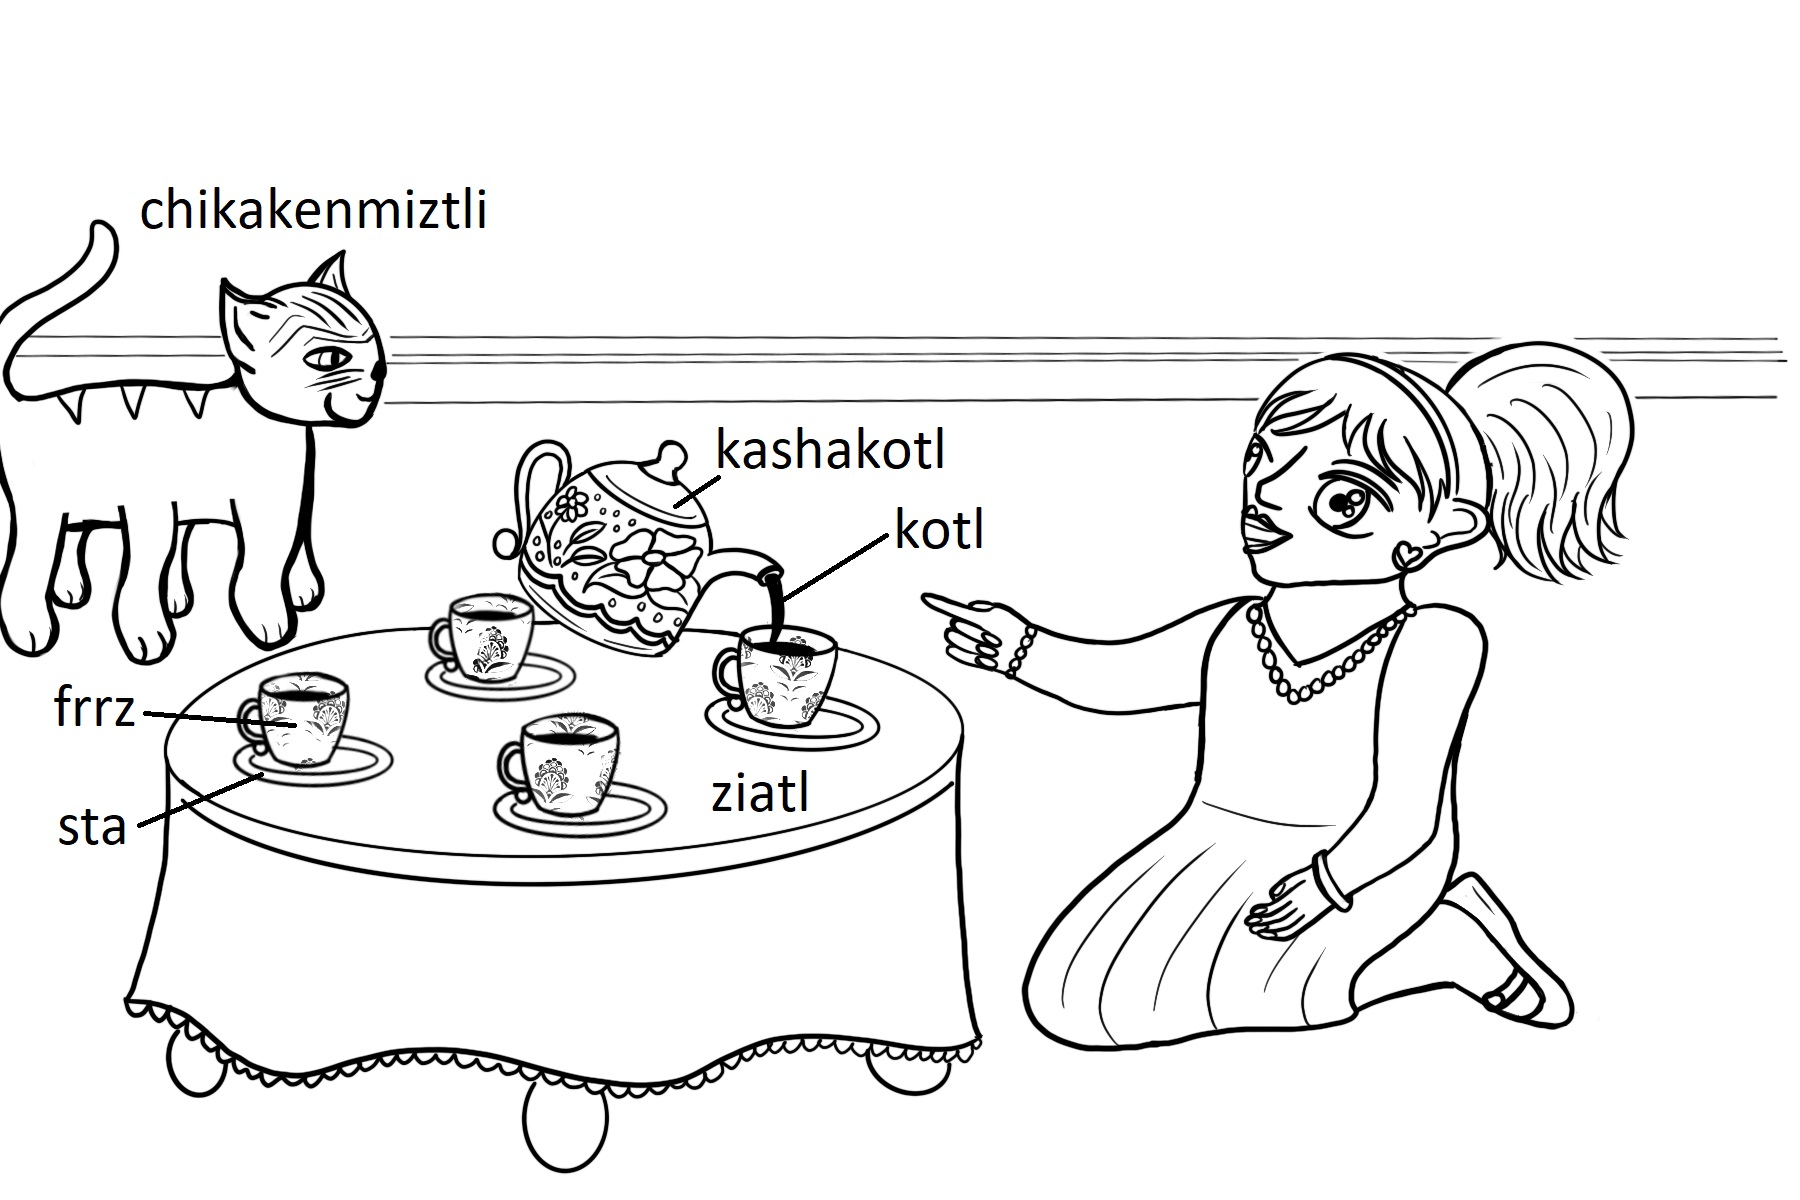 chikakenmiztli
kashakotl
kotl
frrz
ziatl
sta